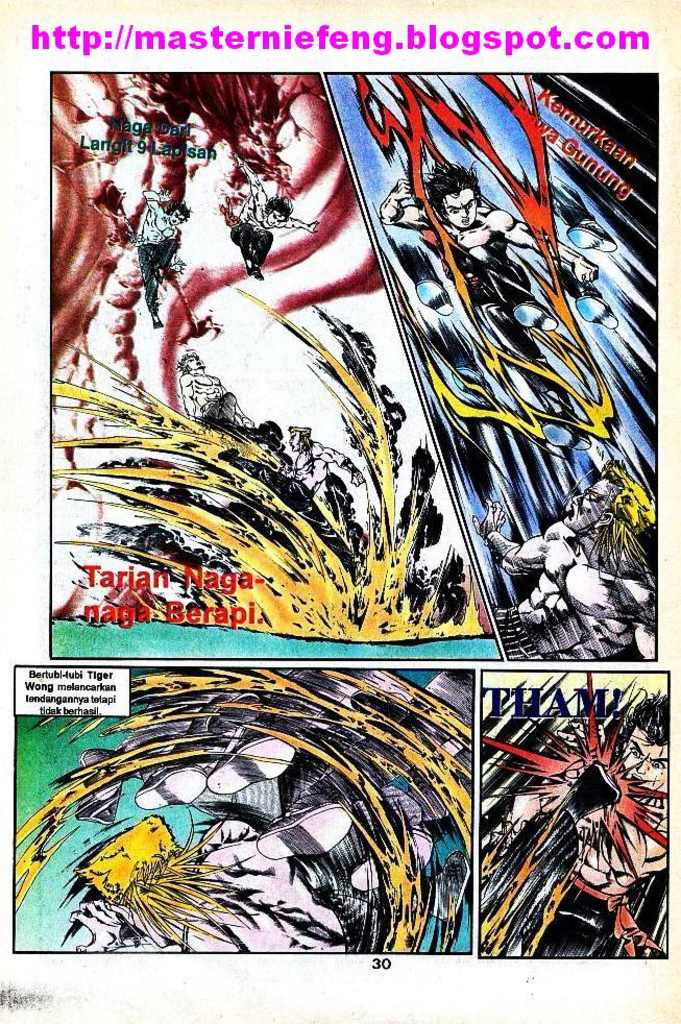 http://masterniefeng.blogspot.com
Naga Dari
Langit 9 Lapisan
Kemurkaan
wa Gunung
Tarian Naga-
naga Berapi.
Bertubi-tubi Tiger
Wong melancarkan
tendangannya tetapi
tidak berhasil.
THAM!
30